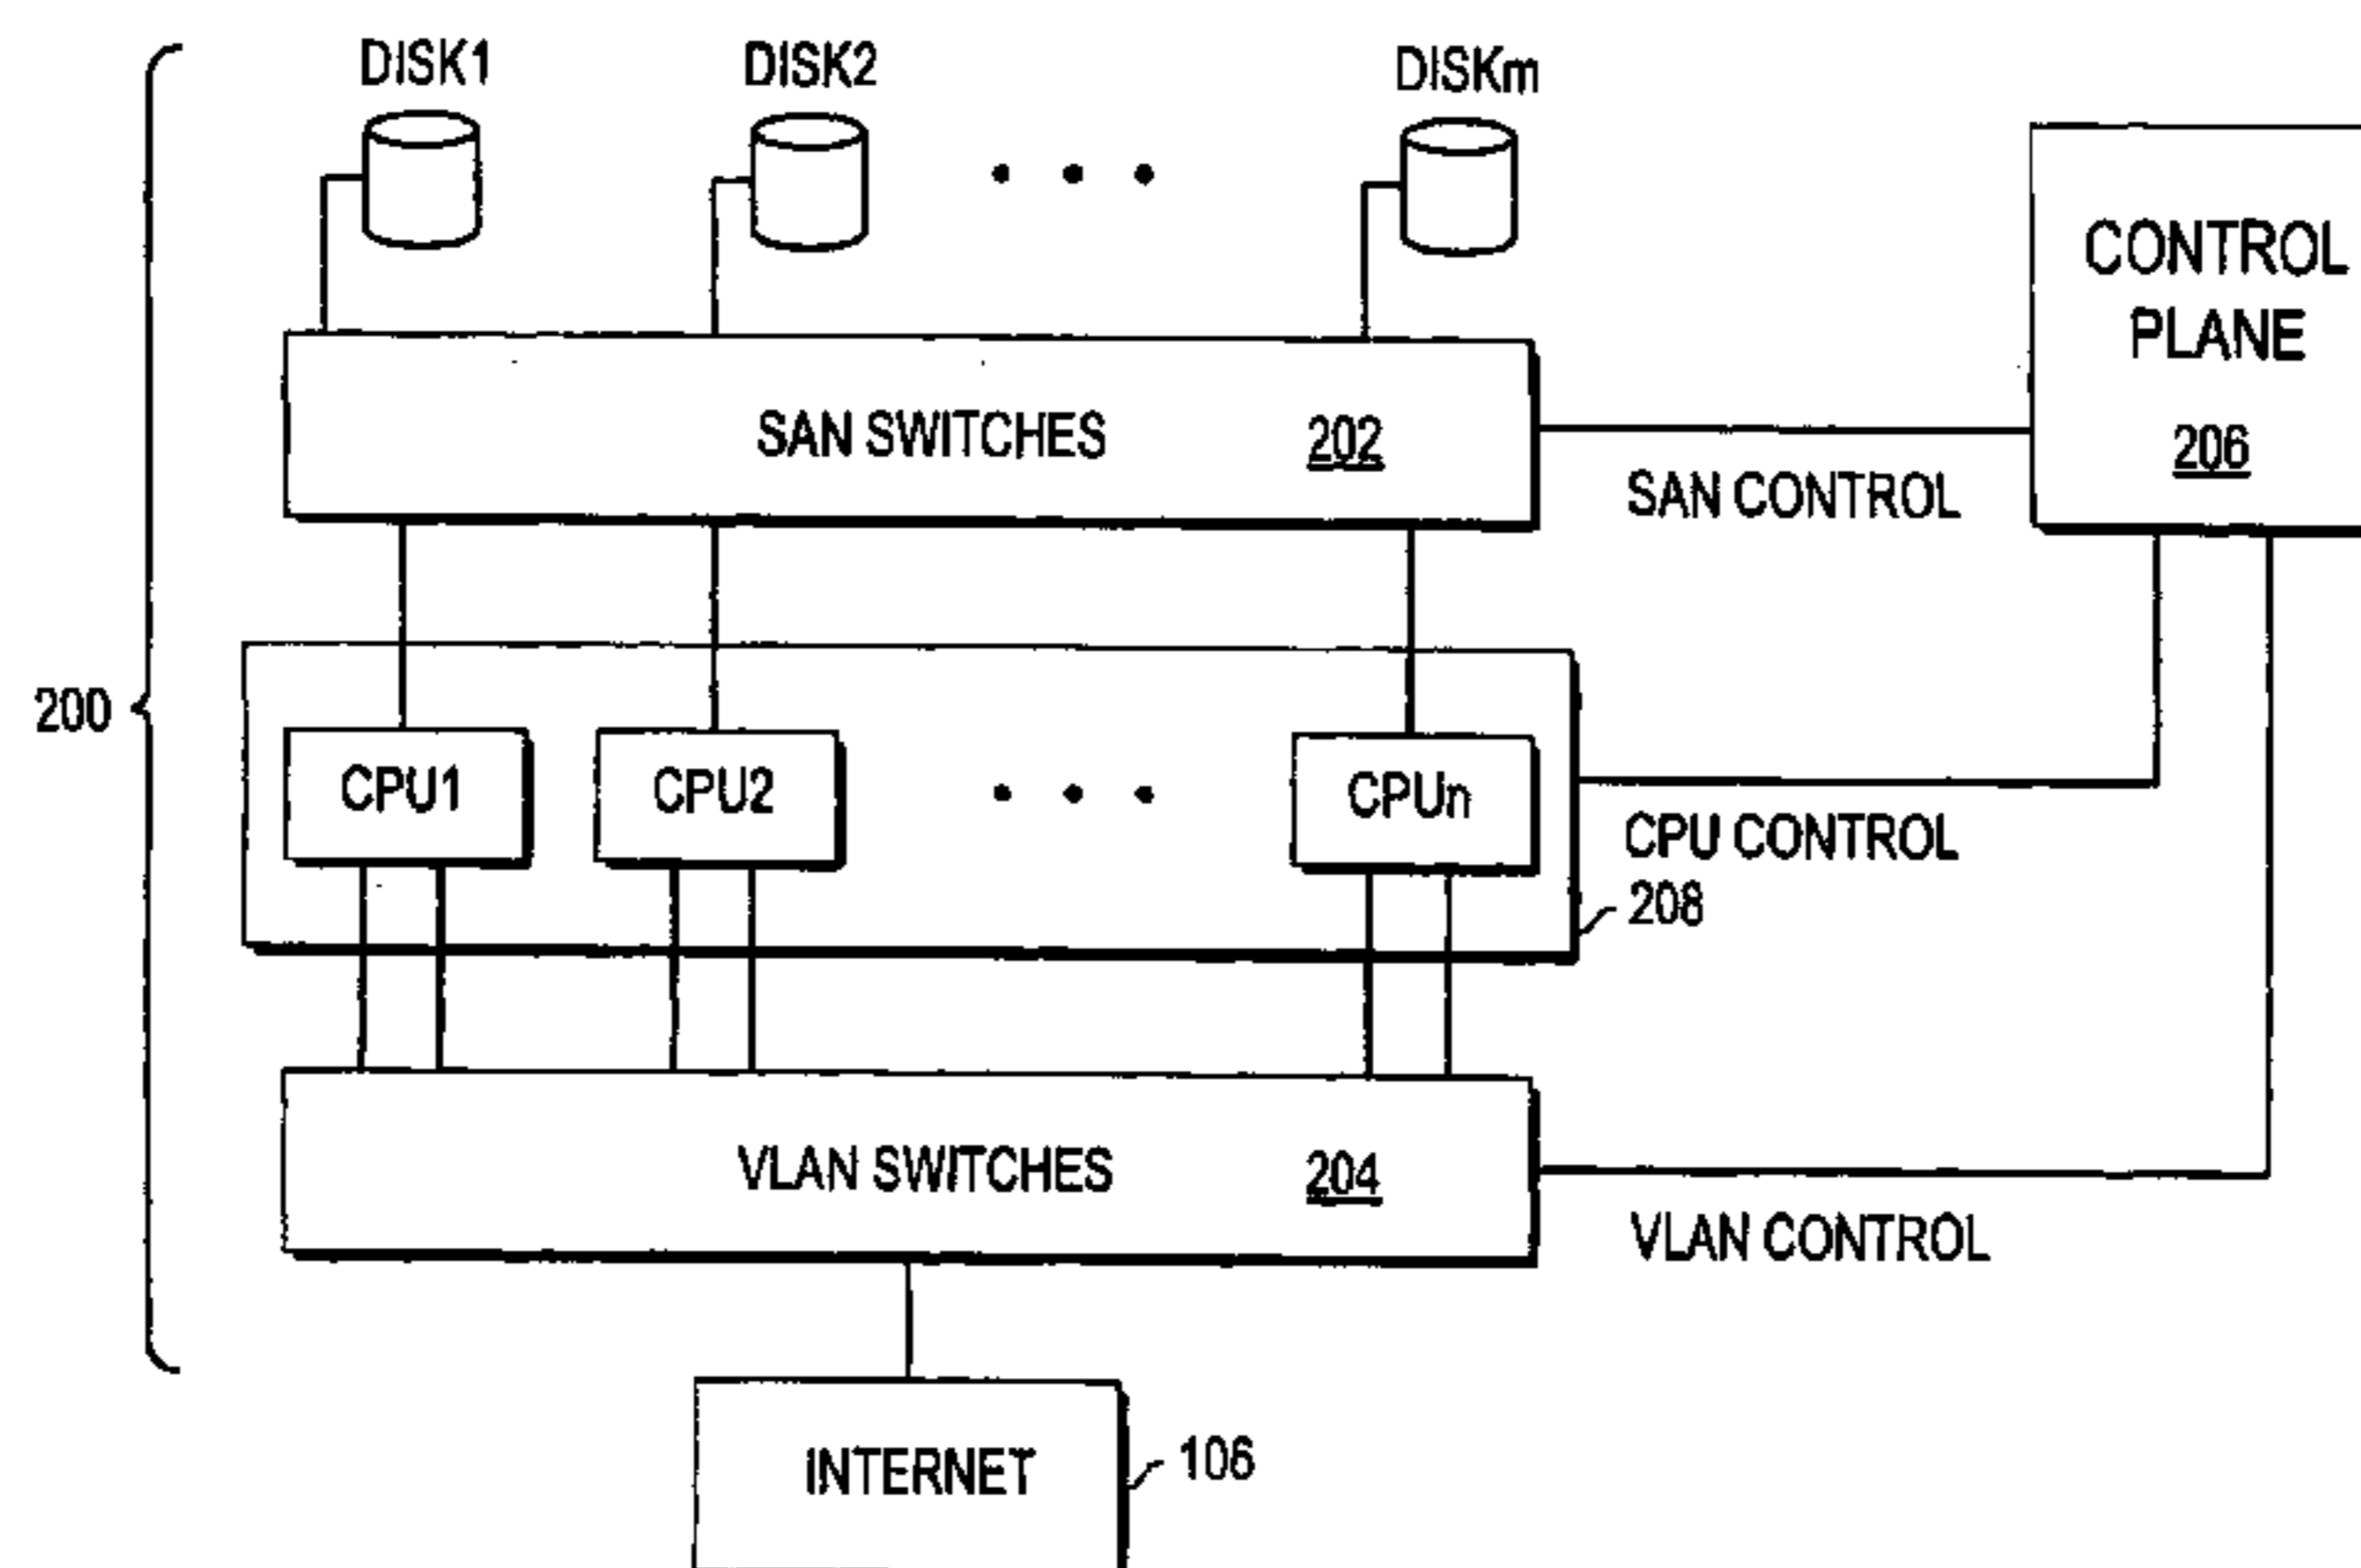 DISK1
DISK2
DISKm
CONTROL
PLANE
206
SAN SWITCHES 202
SAN CONTROL
200
CPU1
CPU2
CPUn
CPU CONTROL
208
VLAN SWITCHES 204
VLAN CONTROL
INTERNET
106